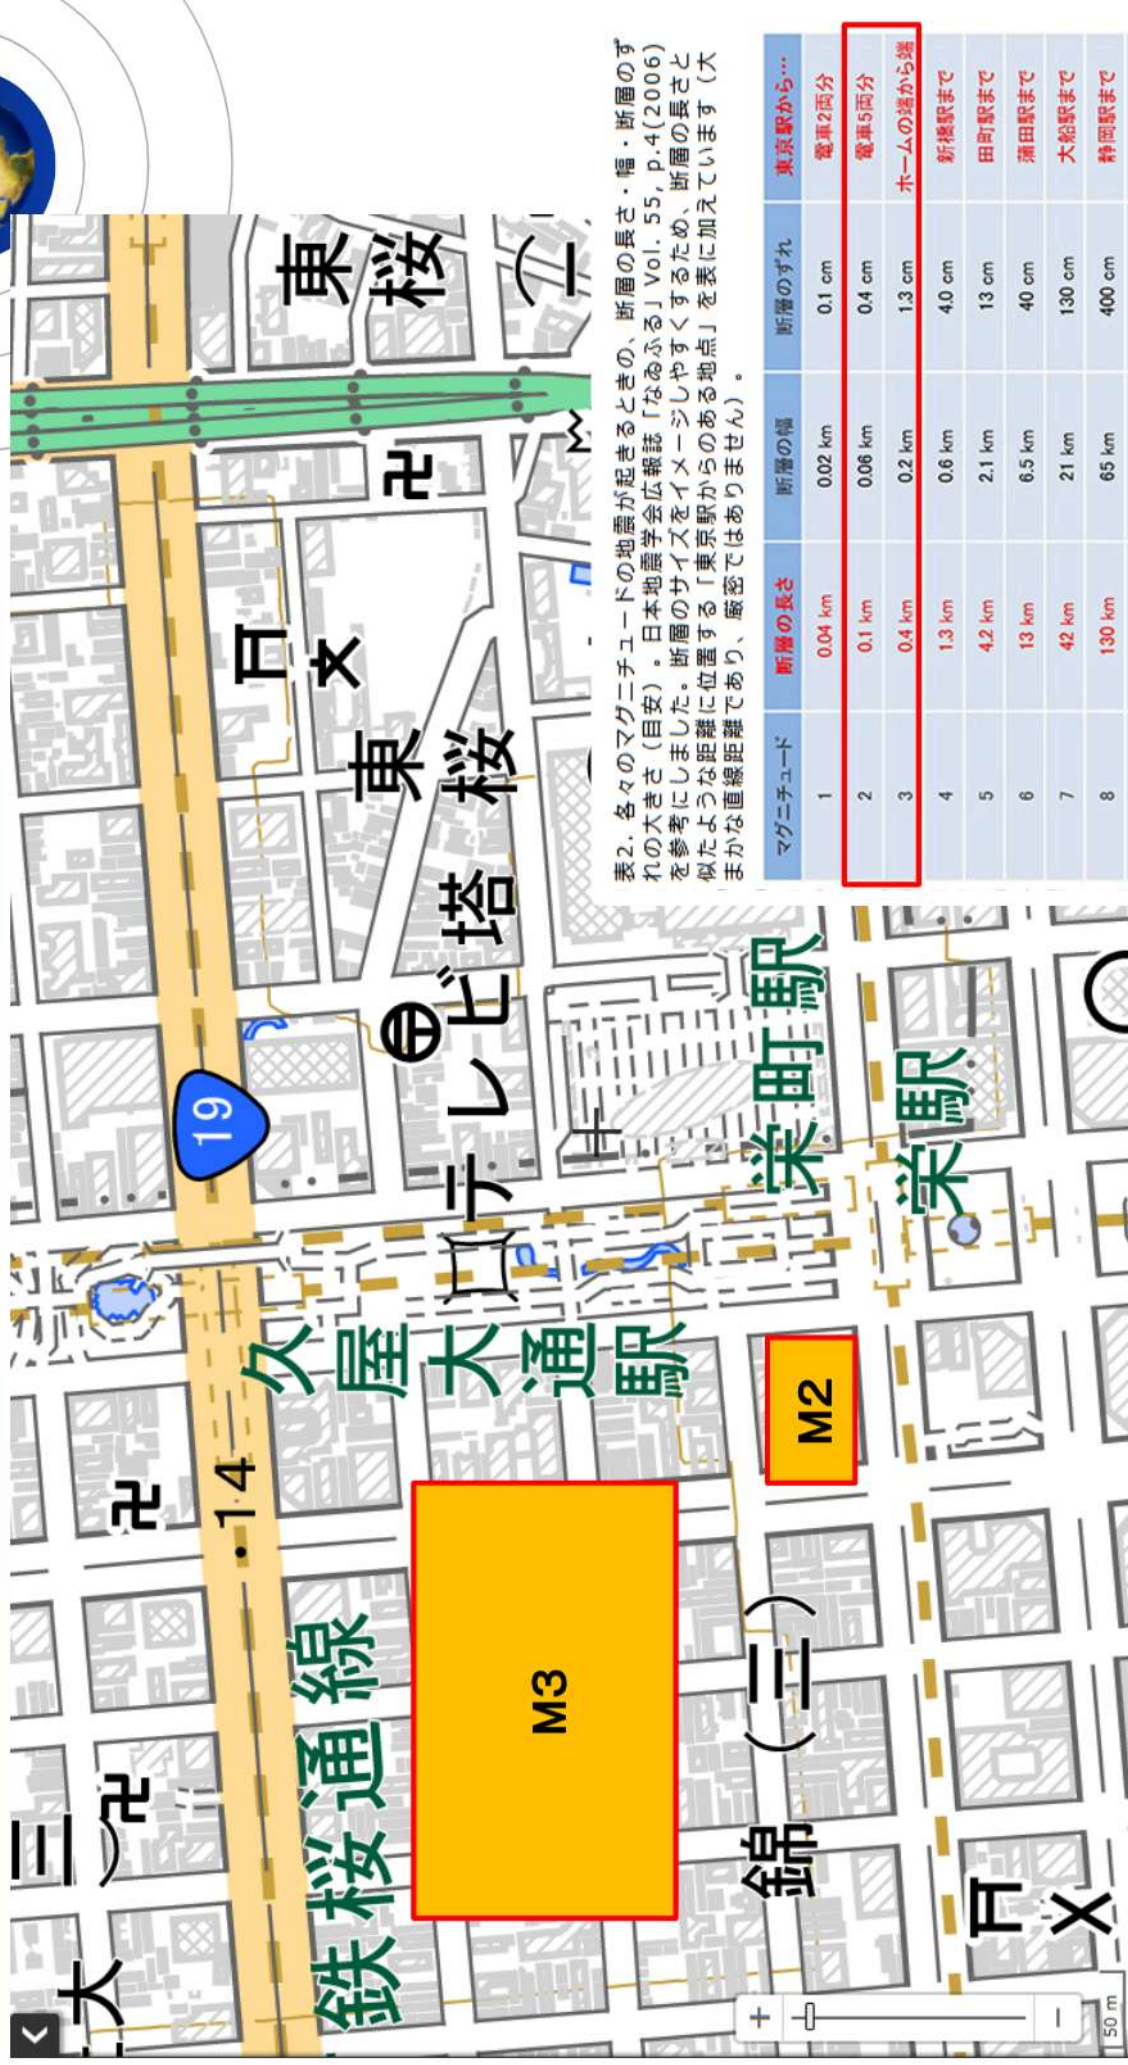 三
)
大
鉄桜通線
・14
19
久屋大通駅
テレビ塔
東桜
東桜(一
M3
M2
錦(三)
栄町駅
栄駅
50 m
表2. 各々のマグニチュードの地震が起きるときの、断層の長さ・幅・断層のず
れの大きさ(目安)。日本地震学会広報誌「なゐふる」Vol. 55, p.4(2006)
を参考にしました。断層のサイズをイメージしやすくするため、断層の長さと
似たような距離に位置する「東京駅からのある地点」を表に加えています(大
まかな直線距離であり、厳密ではありません)。
マグニチュード 断層の長さ 断層の幅 断層のずれ 東京駅から…
1 0.04 km 0.02 km 0.1 cm 電車2両分
2 0.1 km 0.06 km 0.4 cm 電車5両分
3 0.4 km 0.2 km 1.3 cm ホームの端から端
4 1.3 km 0.6 km 4.0 cm 新橋駅まで
5 4.2 km 2.1 km 13 cm 田町駅まで
6 13 km 6.5 km 40 cm 蒲田駅まで
7 42 km 21 km 130 cm 大船駅まで
8 130 km 65 km 400 cm 静岡駅まで